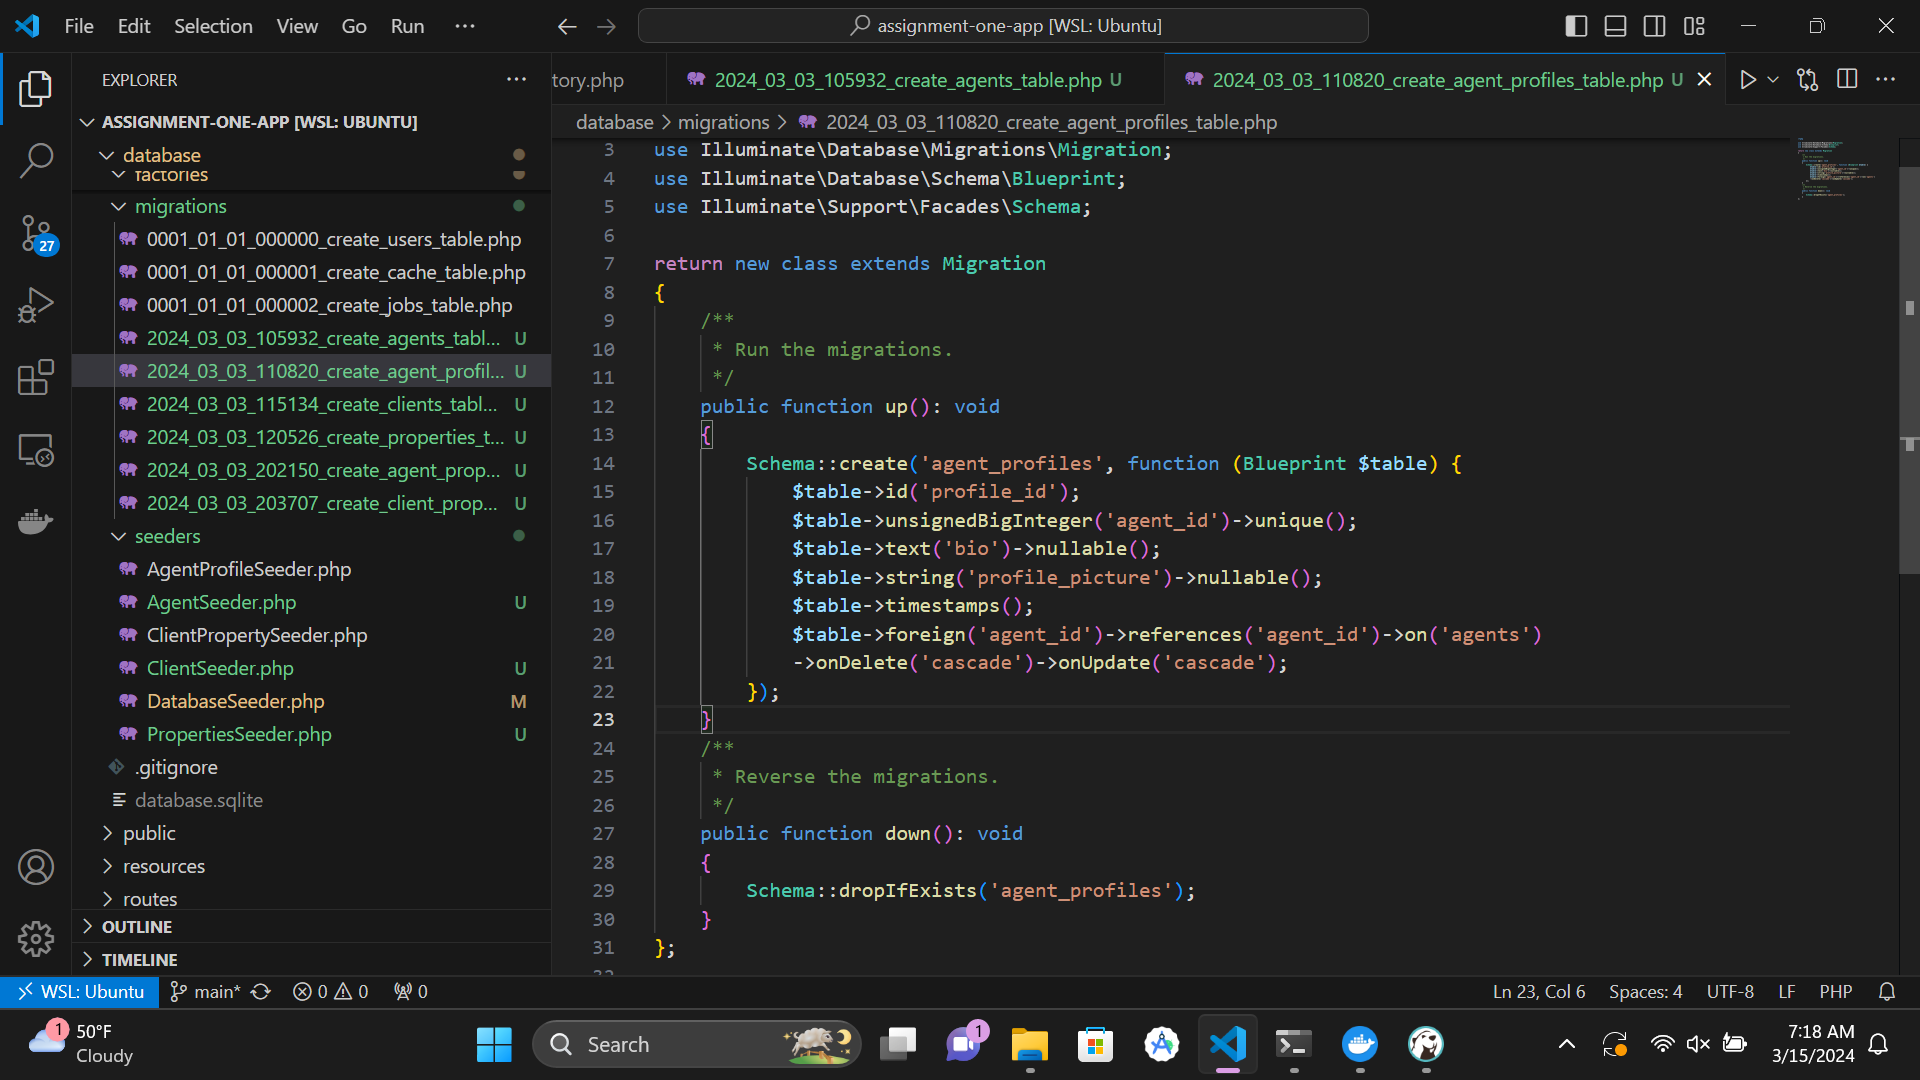 File Edit Selection View Go Run ···
assignment-one-app [WSL: Ubuntu]
EXPLORER ···
tory.php
2024_03_03_105932_create_agents_table.php U
2024_03_03_110820_create_agent_profiles_table.php U
ASSIGNMENT-ONE-APP [WSL: UBUNTU]
database > migrations > 2024_03_03_110820_create_agent_profiles_table.php
database
factories
migrations
0001_01_01_000000_create_users_table.php
0001_01_01_000001_create_cache_table.php
0001_01_01_000002_create_jobs_table.php
2024_03_03_105932_create_agents_tabl... U
2024_03_03_110820_create_agent_profil... U
2024_03_03_115134_create_clients_tabl... U
2024_03_03_120526_create_properties_t... U
2024_03_03_202150_create_agent_prop... U
2024_03_03_203707_create_client_prop... U
seeders
AgentProfileSeeder.php
AgentSeeder.php U
ClientPropertySeeder.php
ClientSeeder.php U
DatabaseSeeder.php M
PropertiesSeeder.php U
.gitignore
database.sqlite
public
resources
routes
OUTLINE
TIMELINE
27
3 use Illuminate\Database\Migrations\Migration;
4 use Illuminate\Database\Schema\Blueprint;
5 use Illuminate\Support\Facades\Schema;
6
7 return new class extends Migration
8 {
9 /**
10 * Run the migrations.
11 */
12 public function up(): void
13 {
14 Schema::create('agent_profiles', function (Blueprint $table) {
15 $table->id('profile_id');
16 $table->unsignedBigInteger('agent_id')->unique();
17 $table->text('bio')->nullable();
18 $table->string('profile_picture')->nullable();
19 $table->timestamps();
20 $table->foreign('agent_id')->references('agent_id')->on('agents')
21 ->onDelete('cascade')->onUpdate('cascade');
22 });
23 }
24 /**
25 * Reverse the migrations.
26 */
27 public function down(): void
28 {
29 Schema::dropIfExists('agent_profiles');
30 }
31 };
WSL: Ubuntu main* 0 0 0
Ln 23, Col 6 Spaces: 4 UTF-8 LF PHP
1
50°F
Cloudy
Search
1
7:18 AM
3/15/2024